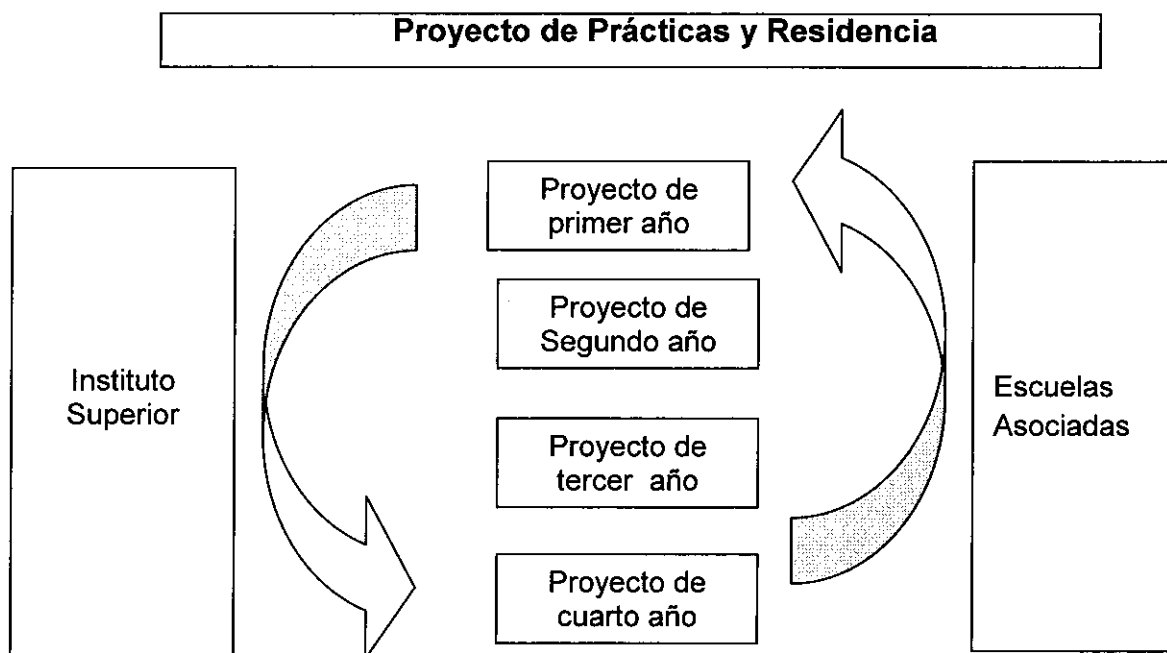 Proyecto de Prácticas y Residencia
Instituto
Superior
Proyecto de
primer año
Proyecto de
Segundo año
Proyecto de
tercer año
Proyecto de
cuarto año
Escuelas
Asociadas